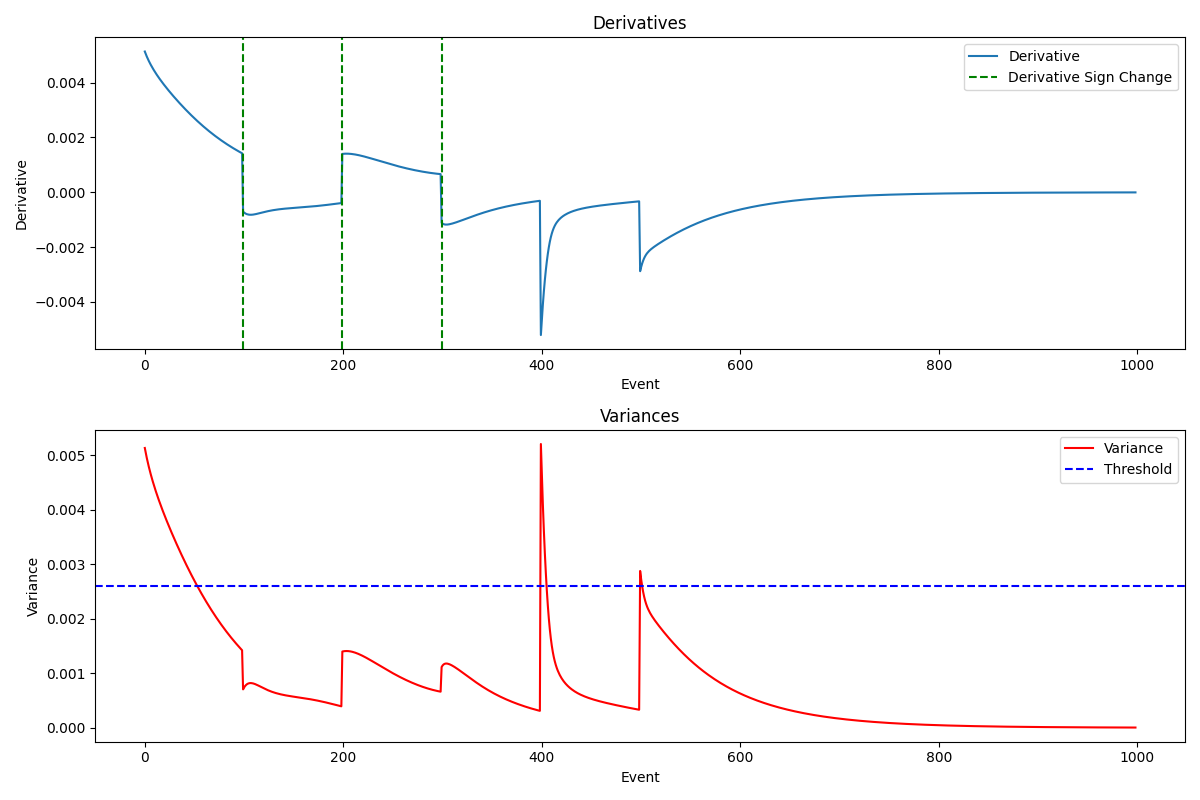 Derivatives
Derivative
Derivative Sign Change
0.004
0.002
0.000
−0.002
−0.004
Derivative
0 200 400 600 800 1000
Event
Variances
Variance
Threshold
0.005
0.004
0.003
0.002
0.001
0.000
Variance
0 200 400 600 800 1000
Event